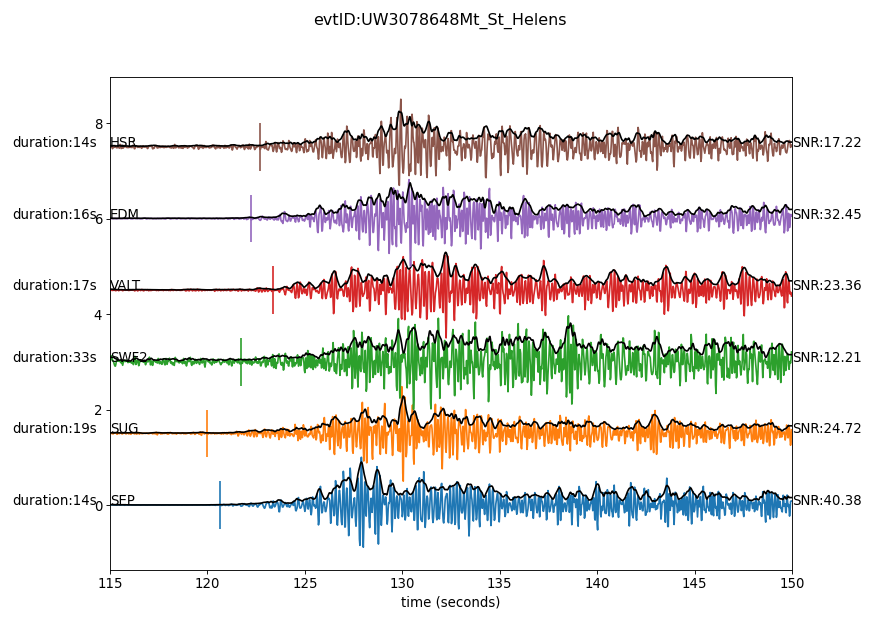 evtID:UW3078648Mt_St_Helens
8
duration:14s HSR SNR:17.22
duration:16s EDM SNR:32.45
6
duration:17s VALT SNR:23.36
4
duration:33s SWF2 SNR:12.21
2
duration:19s SUG SNR:24.72
duration:14s SEP SNR:40.38
0
115 120 125 130 135 140 145 150
time (seconds)